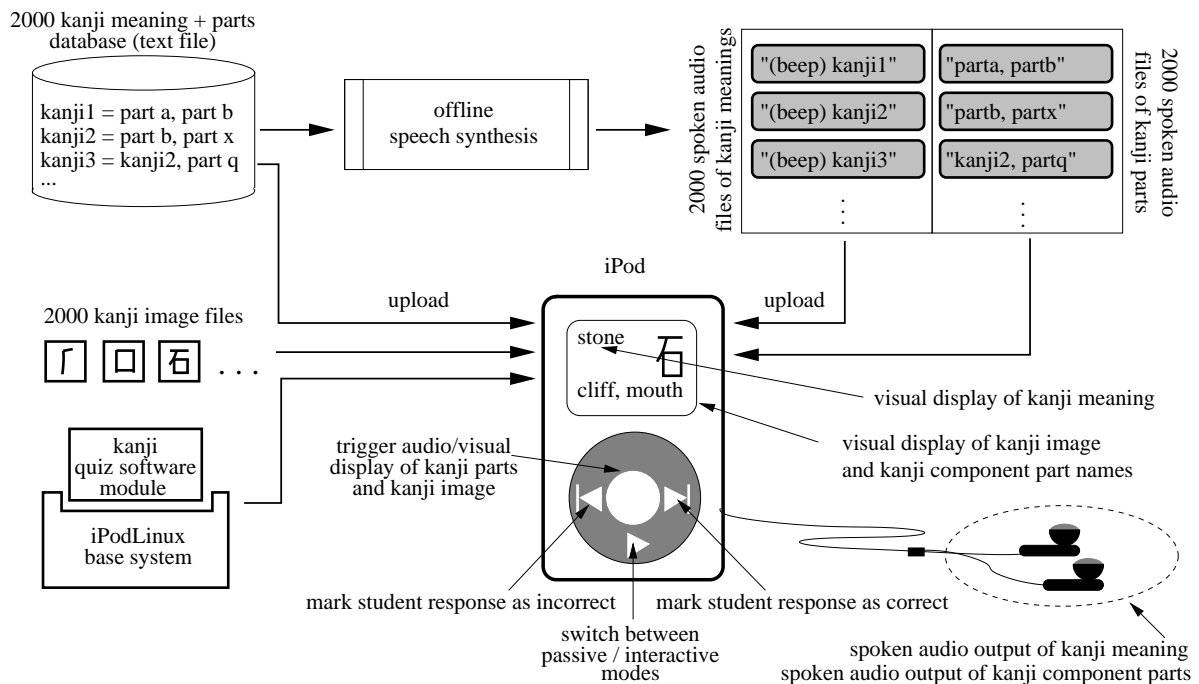 2000 kanji meaning + parts
database (text file)
kanji1 = part a, part b
kanji2 = part b, part x
kanji3 = kanji2, part q
...
offline
speech synthesis
2000 spoken audio
files of kanji meanings
"(beep) kanji1"
"(beep) kanji2"
"(beep) kanji3"
"parta, partb"
"partb, partx"
"kanji2, partq"
2000 spoken audio
files of kanji parts
iPod
upload
upload
2000 kanji image files
⺁ 口 石 . . .
stone
石
cliff, mouth
visual display of kanji meaning
visual display of kanji image
and kanji component part names
kanji
quiz software
module
iPodLinux
base system
trigger audio/visual
display of kanji parts
and kanji image
mark student response as incorrect
mark student response as correct
switch between
passive / interactive
modes
spoken audio output of kanji meaning
spoken audio output of kanji component parts